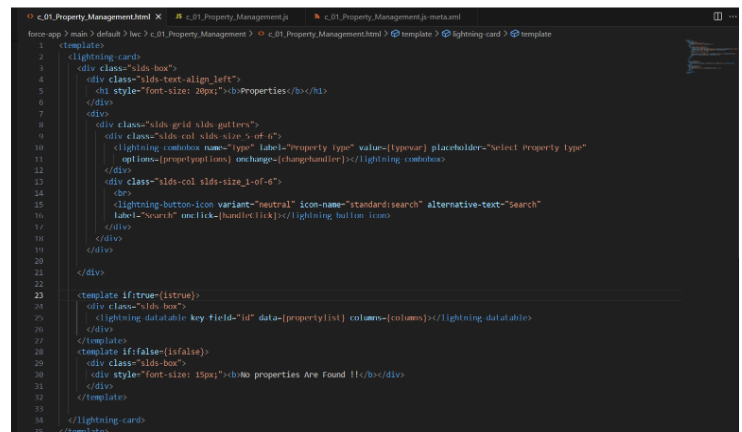 c_01_Property_Management.html X JS c_01_Property_Management.js c_01_Property_Management.js-meta.xml
force-app > main > default > lwc > c_01_Property_Management > c_01_Property_Management.html > template > lightning-card > template
1 <template>
2 <lightning-card>
3 <div class="slds-box">
4 <div class="slds-text-align_left">
5 <h1 style="font-size: 20px;"><b>Properties</b></h1>
6 </div>
7 <div>
8 <div class="slds-grid slds-gutters">
9 <div class="slds-col slds-size_5-of-6">
10 <lightning-combobox name="Type" label="Property Type" value={typevar} placeholder="Select Property Type"
11 options={propetyoptions} onchange={changehandler}></lightning-combobox>
12 </div>
13 <div class="slds-col slds-size_1-of-6">
14 <br>
15 <lightning-button-icon variant="neutral" icon-name="standard:search" alternative-text="Search"
16 label="Search" onclick={handleClick}></lightning-button-icon>
17 </div>
18 </div>
19 </div>
20
21 </div>
22
23 <template if:true={istrue}>
24 <div class="slds-box">
25 <lightning-datatable key-field="id" data={propertylist} columns={columns}></lightning-datatable>
26 </div>
27 </template>
28 <template if:false={isfalse}>
29 <div class="slds-box">
30 <div style="font-size: 15px;"><b>No properties Are Found !!</b></div>
31 </div>
32 </template>
33
34 </lightning-card>
35 </template>